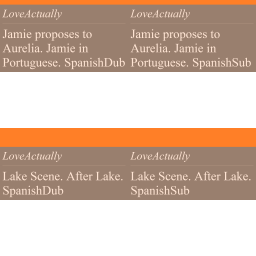 LoveActually
Jamie proposes to
Aurelia. Jamie in
Portuguese. SpanishDub
LoveActually
Jamie proposes to
Aurelia. Jamie in
Portuguese. SpanishSub
LoveActually
Lake Scene. After Lake.
SpanishDub
LoveActually
Lake Scene. After Lake.
SpanishSub